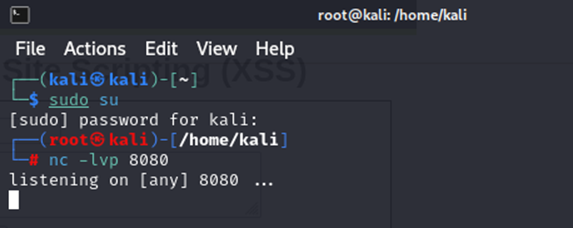 root@kali: /home/kali
File Actions Edit View Help
Site Scripting (XSS)
┌──(kali㉿kali)-[~]
└─$ sudo su
[sudo] password for kali:
┌──(root㉿kali)-[/home/kali]
└─# nc -lvp 8080
listening on [any] 8080 ...